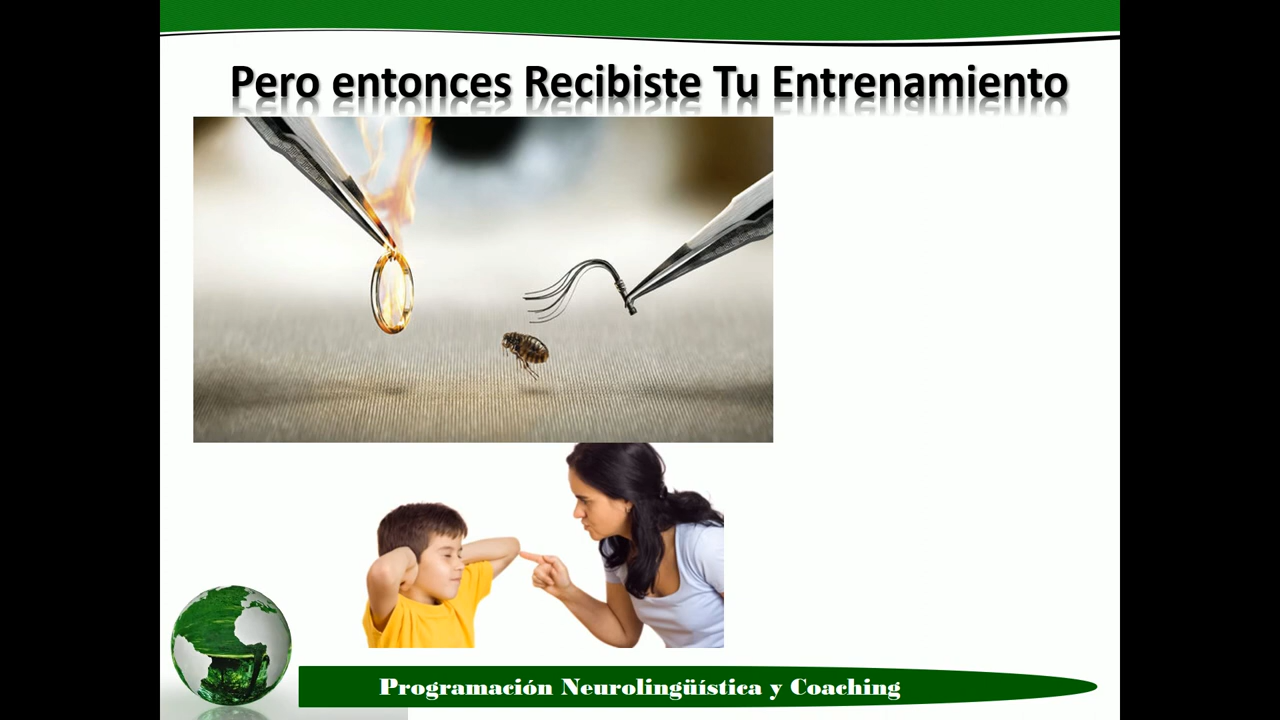 Pero entonces Recibiste Tu Entrenamiento
Programación Neurolingüística y Coaching